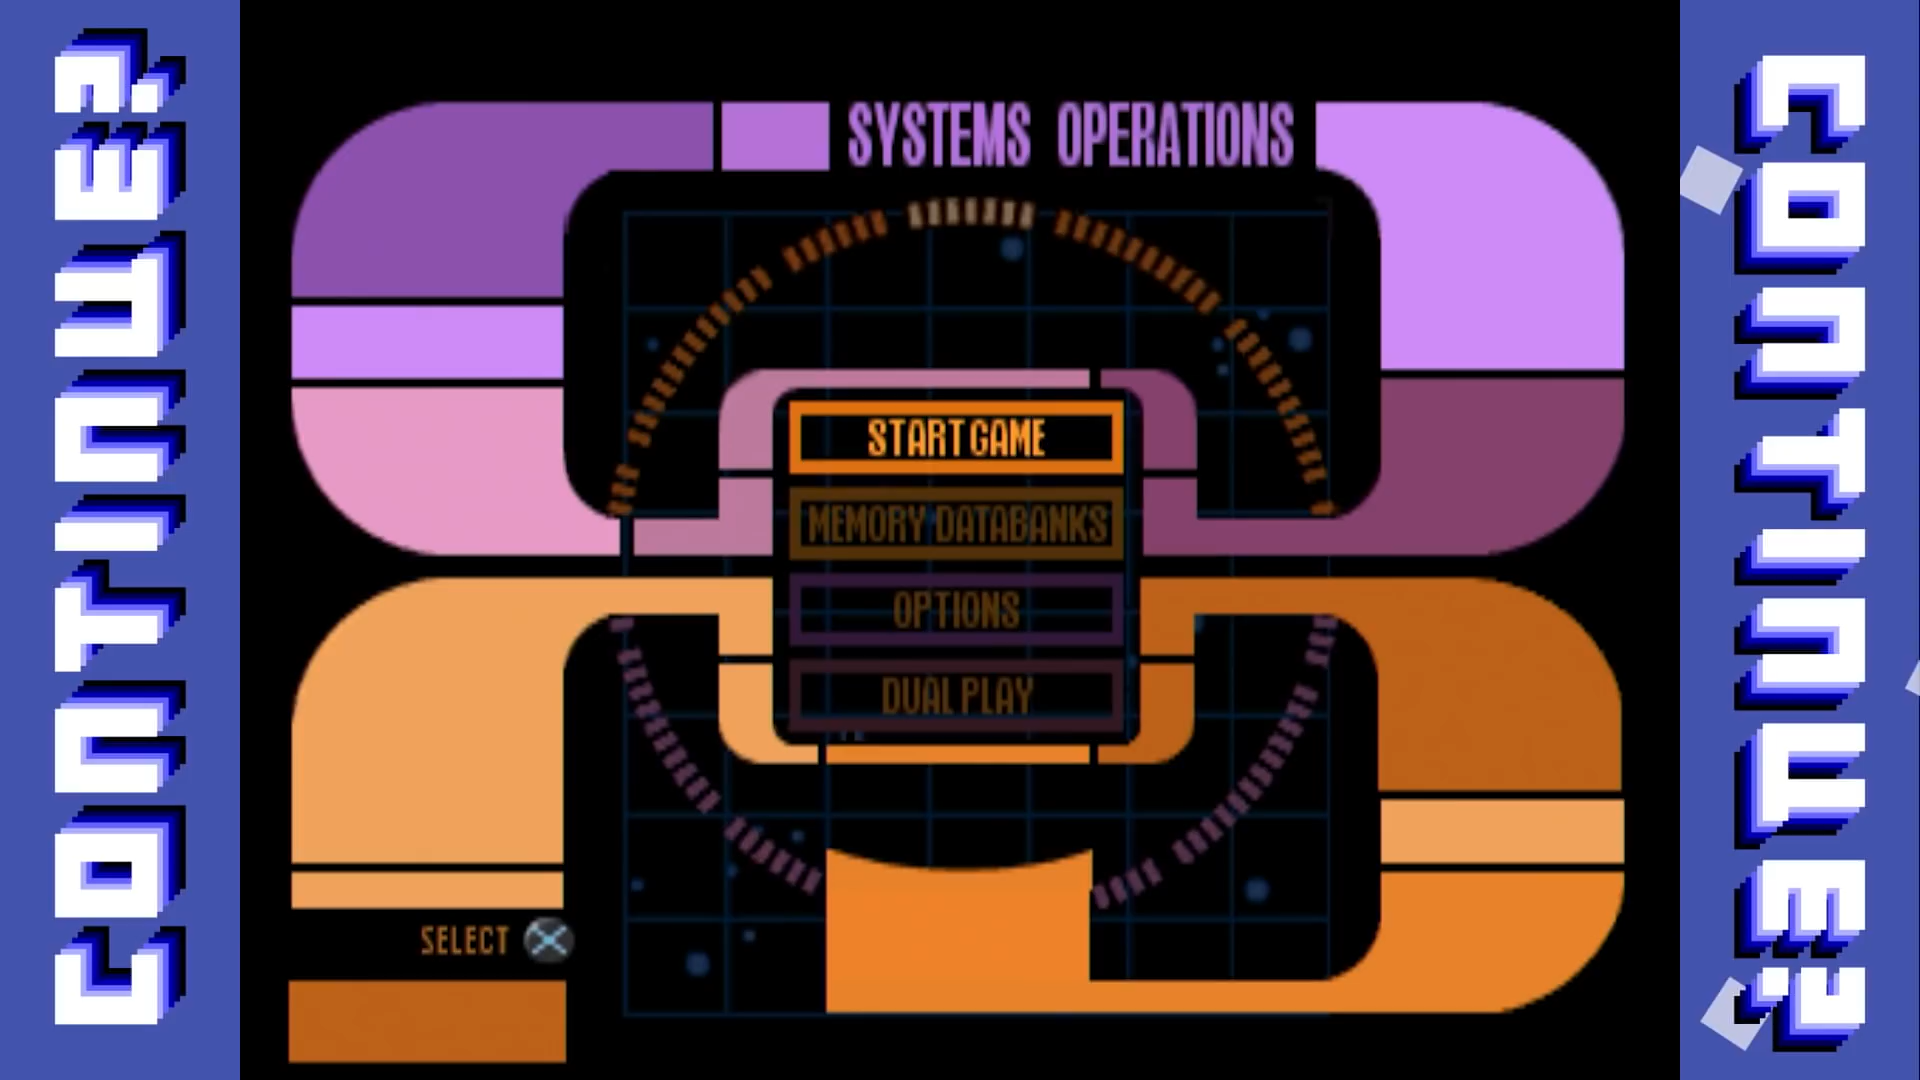 CONTINUE?
SYSTEMS OPERATIONS
START GAME
MEMORY DATABANKS
OPTIONS
DUAL PLAY
SELECT
CONTINUE?